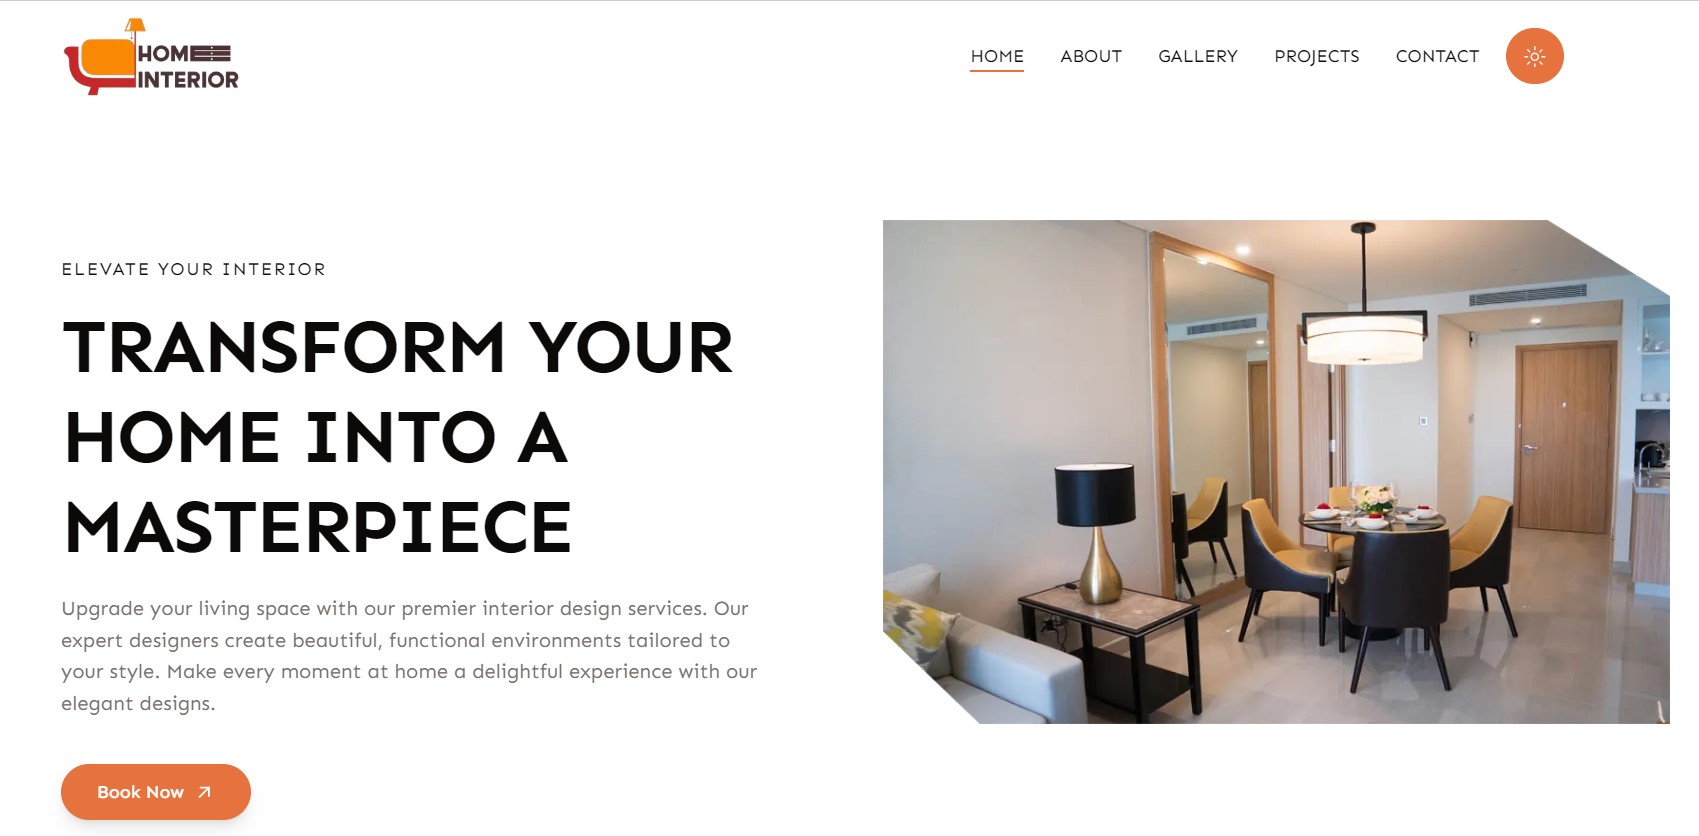 HOME
INTERIOR
HOME ABOUT GALLERY PROJECTS CONTACT
ELEVATE YOUR INTERIOR
TRANSFORM YOUR
HOME INTO A
MASTERPIECE
Upgrade your living space with our premier interior design services. Our
expert designers create beautiful, functional environments tailored to
your style. Make every moment at home a delightful experience with our
elegant designs.
Book Now